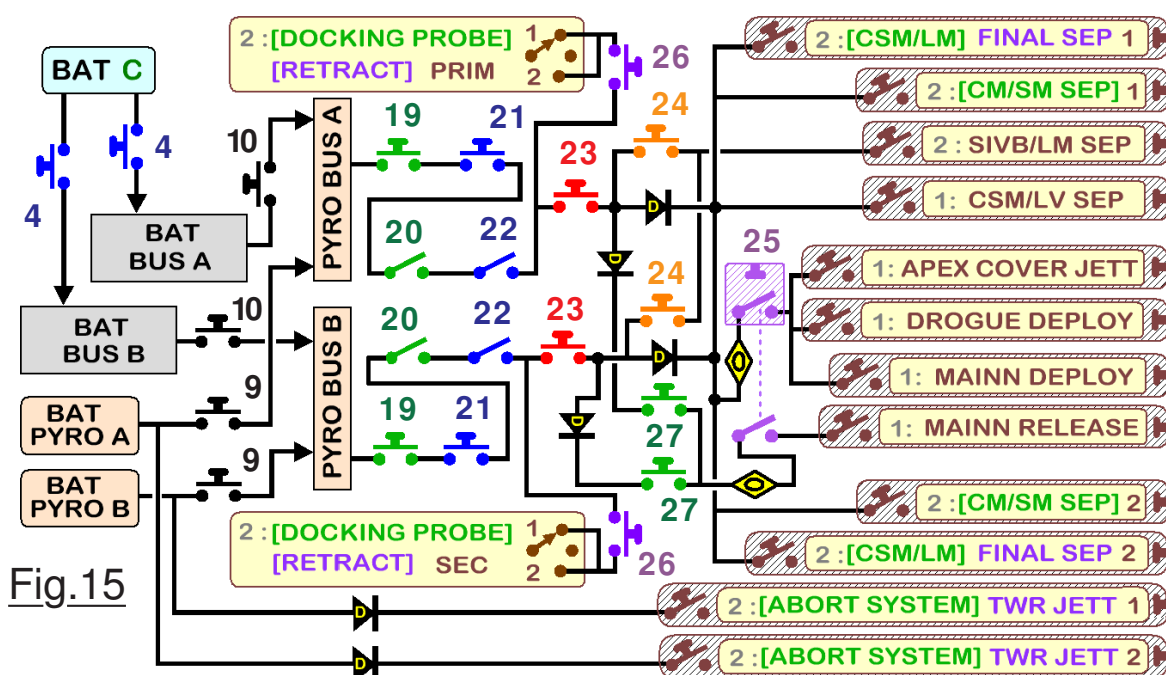 2 : [DOCKING PROBE] 1
[RETRACT] PRIM 2
26
2 : [CSM/LM] FINAL SEP 1
BAT C
4
4
10
PYRO BUS A
19
21
24
2 : [CM/SM SEP] 1
23
2 : SIVB/LM SEP
D
1: CSM/LV SEP
BAT
BUS A
20
22
D
25
1: APEX COVER JETT
BAT
BUS B
10
PYRO BUS B
20
22
23
24
D
1: DROGUE DEPLOY
O
1: MAINN DEPLOY
BAT
PYRO A
9
19
21
D
27
1: MAINN RELEASE
BAT
PYRO B
9
27
O
2 : [CM/SM SEP] 2
2 : [DOCKING PROBE] 1
[RETRACT] SEC 2
26
2 : [CSM/LM] FINAL SEP 2
Fig.15
D
2 : [ABORT SYSTEM] TWR JETT 1
D
2 : [ABORT SYSTEM] TWR JETT 2